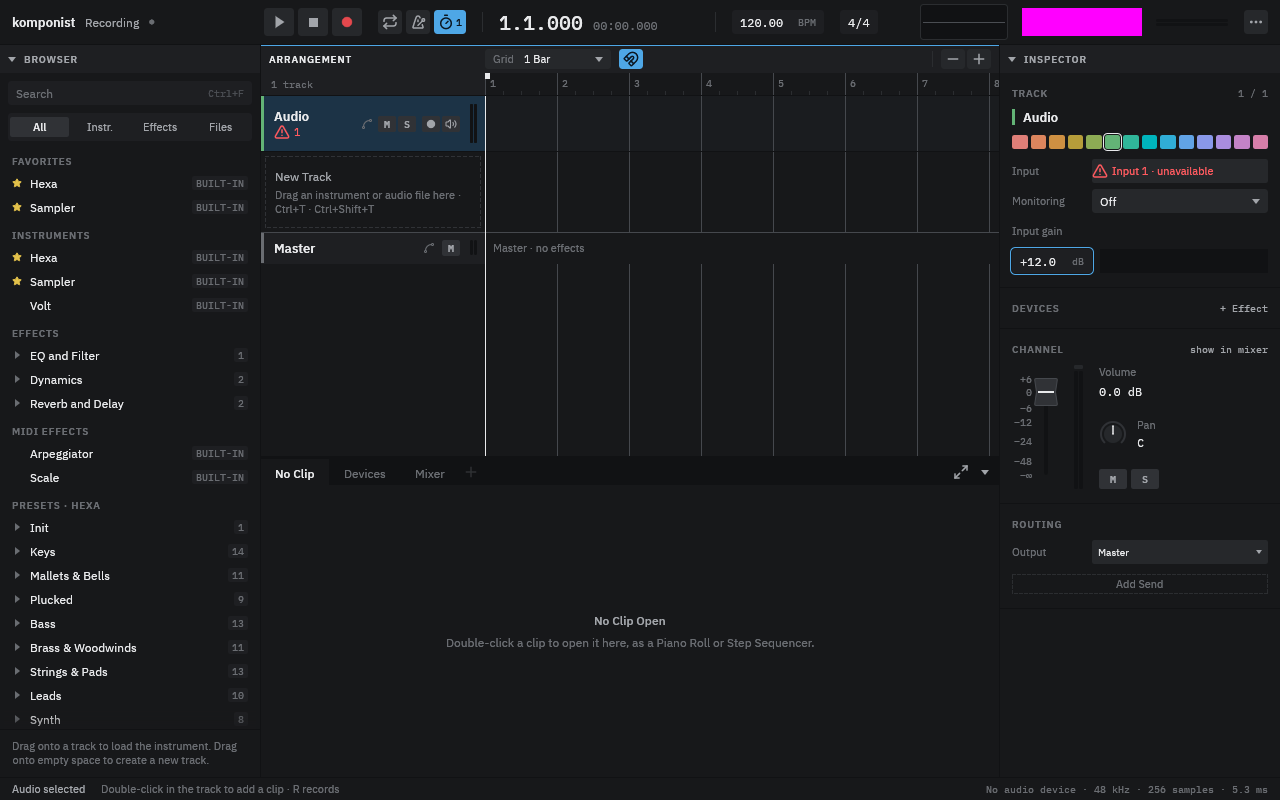 komponist Recording
1
1.1.000 00:00.000
120.00 BPM 4/4
BROWSER
Search Ctrl+F
All Instr. Effects Files
FAVORITES
Hexa BUILT-IN
Sampler BUILT-IN
INSTRUMENTS
Hexa BUILT-IN
Sampler BUILT-IN
Volt BUILT-IN
EFFECTS
EQ and Filter 1
Dynamics 2
Reverb and Delay 2
MIDI EFFECTS
Arpeggiator BUILT-IN
Scale BUILT-IN
PRESETS · HEXA
Init 1
Keys 14
Mallets & Bells 11
Plucked 9
Bass 13
Brass & Woodwinds 11
Strings & Pads 13
Leads 10
Synth 8
Drag onto a track to load the instrument. Drag
onto empty space to create a new track.
ARRANGEMENT
Grid 1 Bar
1 track
1 2 3 4 5 6 7 8
Audio
1
M S
New Track
Drag an instrument or audio file here ·
Ctrl+T · Ctrl+Shift+T
Master M
Master · no effects
No Clip Devices Mixer
No Clip Open
Double-click a clip to open it here, as a Piano Roll or Step Sequencer.
INSPECTOR
TRACK 1 / 1
Audio
Input Input 1 · unavailable
Monitoring Off
Input gain
+12.0 dB
DEVICES + Effect
CHANNEL show in mixer
+6
0
−6
−12
−24
−48
−∞
Volume
0.0 dB
Pan
C
M S
ROUTING
Output Master
Add Send
Audio selected Double-click in the track to add a clip · R records
No audio device · 48 kHz · 256 samples · 5.3 ms